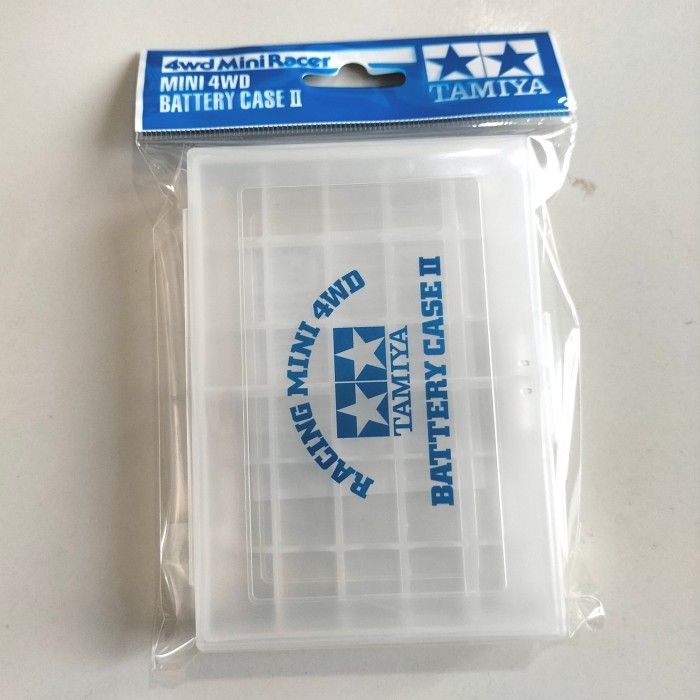 4wd Mini Racer
MINI 4WD
BATTERY CASE II
TAMIYA
RACING MINI 4WD
TAMIYA
BATTERY CASE II